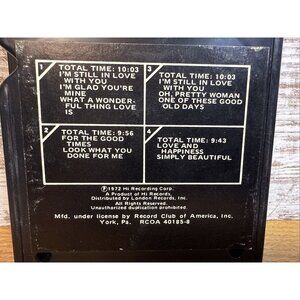 1
TOTAL TIME: 10:03
I'M STILL IN LOVE
WITH YOU
I'M GLAD YOU'RE
MINE
WHAT A WONDER-
FUL THING LOVE
IS
3
TOTAL TIME: 10:03
I'M STILL IN LOVE
WITH YOU
OH, PRETTY WOMAN
ONE OF THESE GOOD
OLD DAYS
2
TOTAL TIME: 9:56
FOR THE GOOD
TIMES
LOOK WHAT YOU
DONE FOR ME
4
TOTAL TIME: 9:43
LOVE AND
HAPPINESS
SIMPLY BEAUTIFUL
Ⓟ1972 Hi Recording Corp.
A Product of Hi Records,
Distributed by London Records, Inc.
All Rights Reserved.
Unauthorized duplication prohibited.
Mfd. under license by Record Club of America, Inc.
York, Pa. RCOA 40185-8